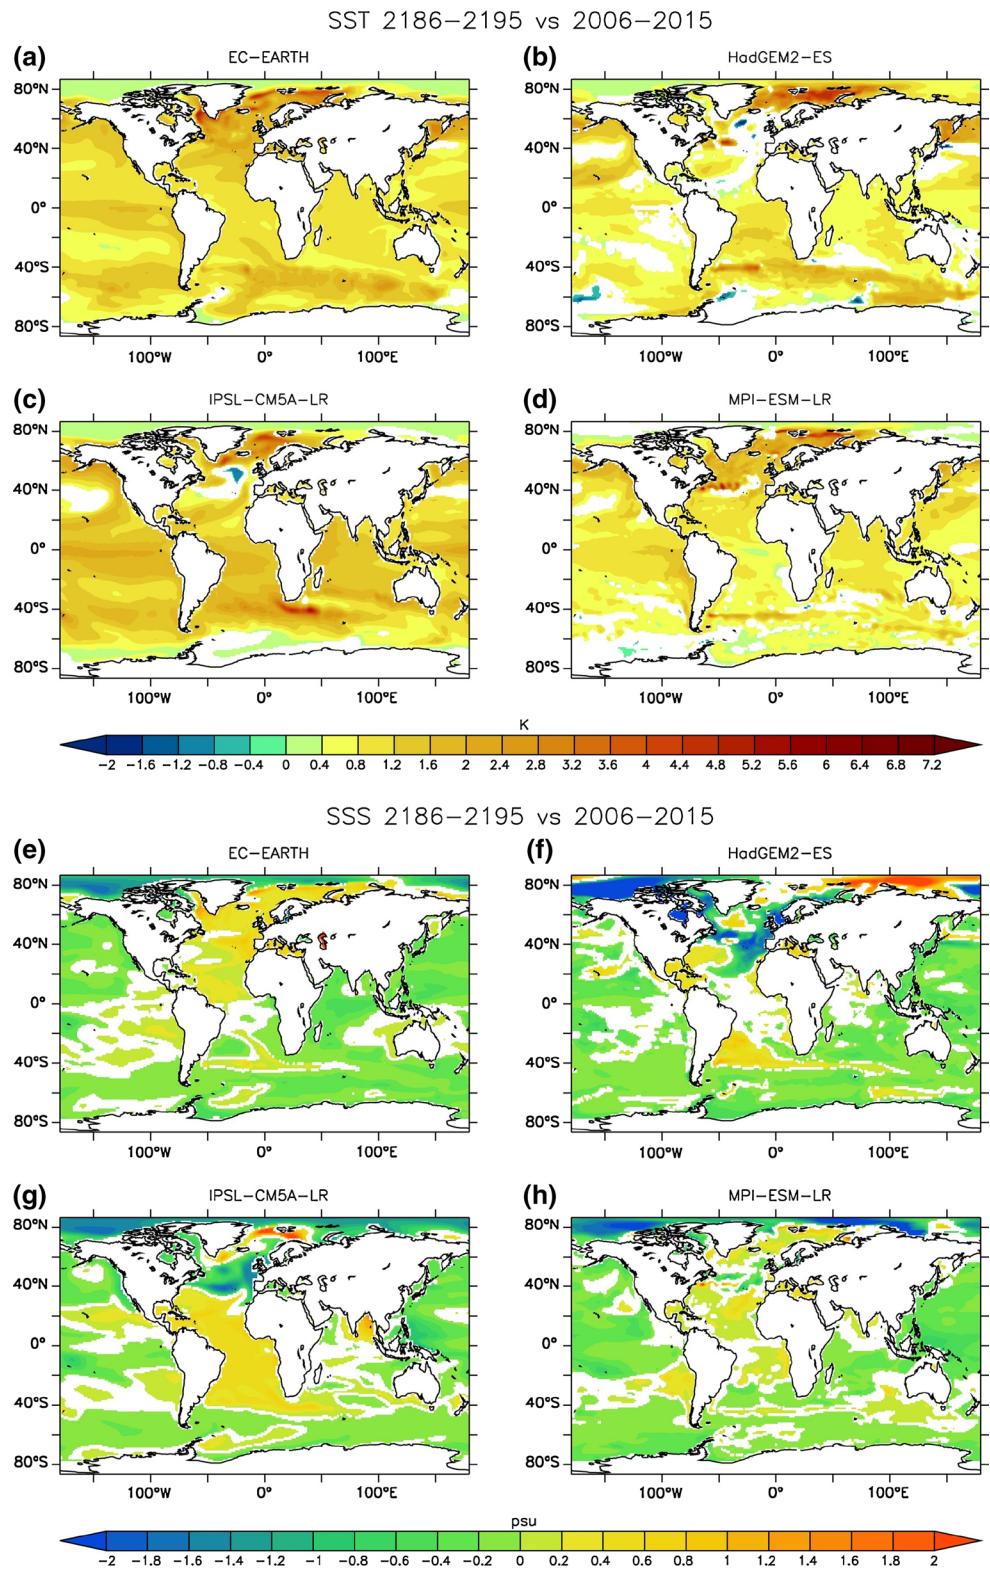 SST 2186−2195 vs 2006−2015
(a) EC−EARTH
(b) HadGEM2−ES
80°N 80°N
40°N 40°N
0° 0°
40°S 40°S
80°S 80°S
100°W 0° 100°E 100°W 0° 100°E
(c) IPSL−CM5A−LR
(d) MPI−ESM−LR
80°N 80°N
40°N 40°N
0° 0°
40°S 40°S
80°S 80°S
100°W 0° 100°E 100°W 0° 100°E
K
−2 −1.6 −1.2 −0.8 −0.4 0 0.4 0.8 1.2 1.6 2 2.4 2.8 3.2 3.6 4 4.4 4.8 5.2 5.6 6 6.4 6.8 7.2
SSS 2186−2195 vs 2006−2015
(e) EC−EARTH
(f) HadGEM2−ES
80°N 80°N
40°N 40°N
0° 0°
40°S 40°S
80°S 80°S
100°W 0° 100°E 100°W 0° 100°E
(g) IPSL−CM5A−LR
(h) MPI−ESM−LR
80°N 80°N
40°N 40°N
0° 0°
40°S 40°S
80°S 80°S
100°W 0° 100°E 100°W 0° 100°E
psu
−2 −1.8 −1.6 −1.4 −1.2 −1 −0.8 −0.6 −0.4 −0.2 0 0.2 0.4 0.6 0.8 1 1.2 1.4 1.6 1.8 2